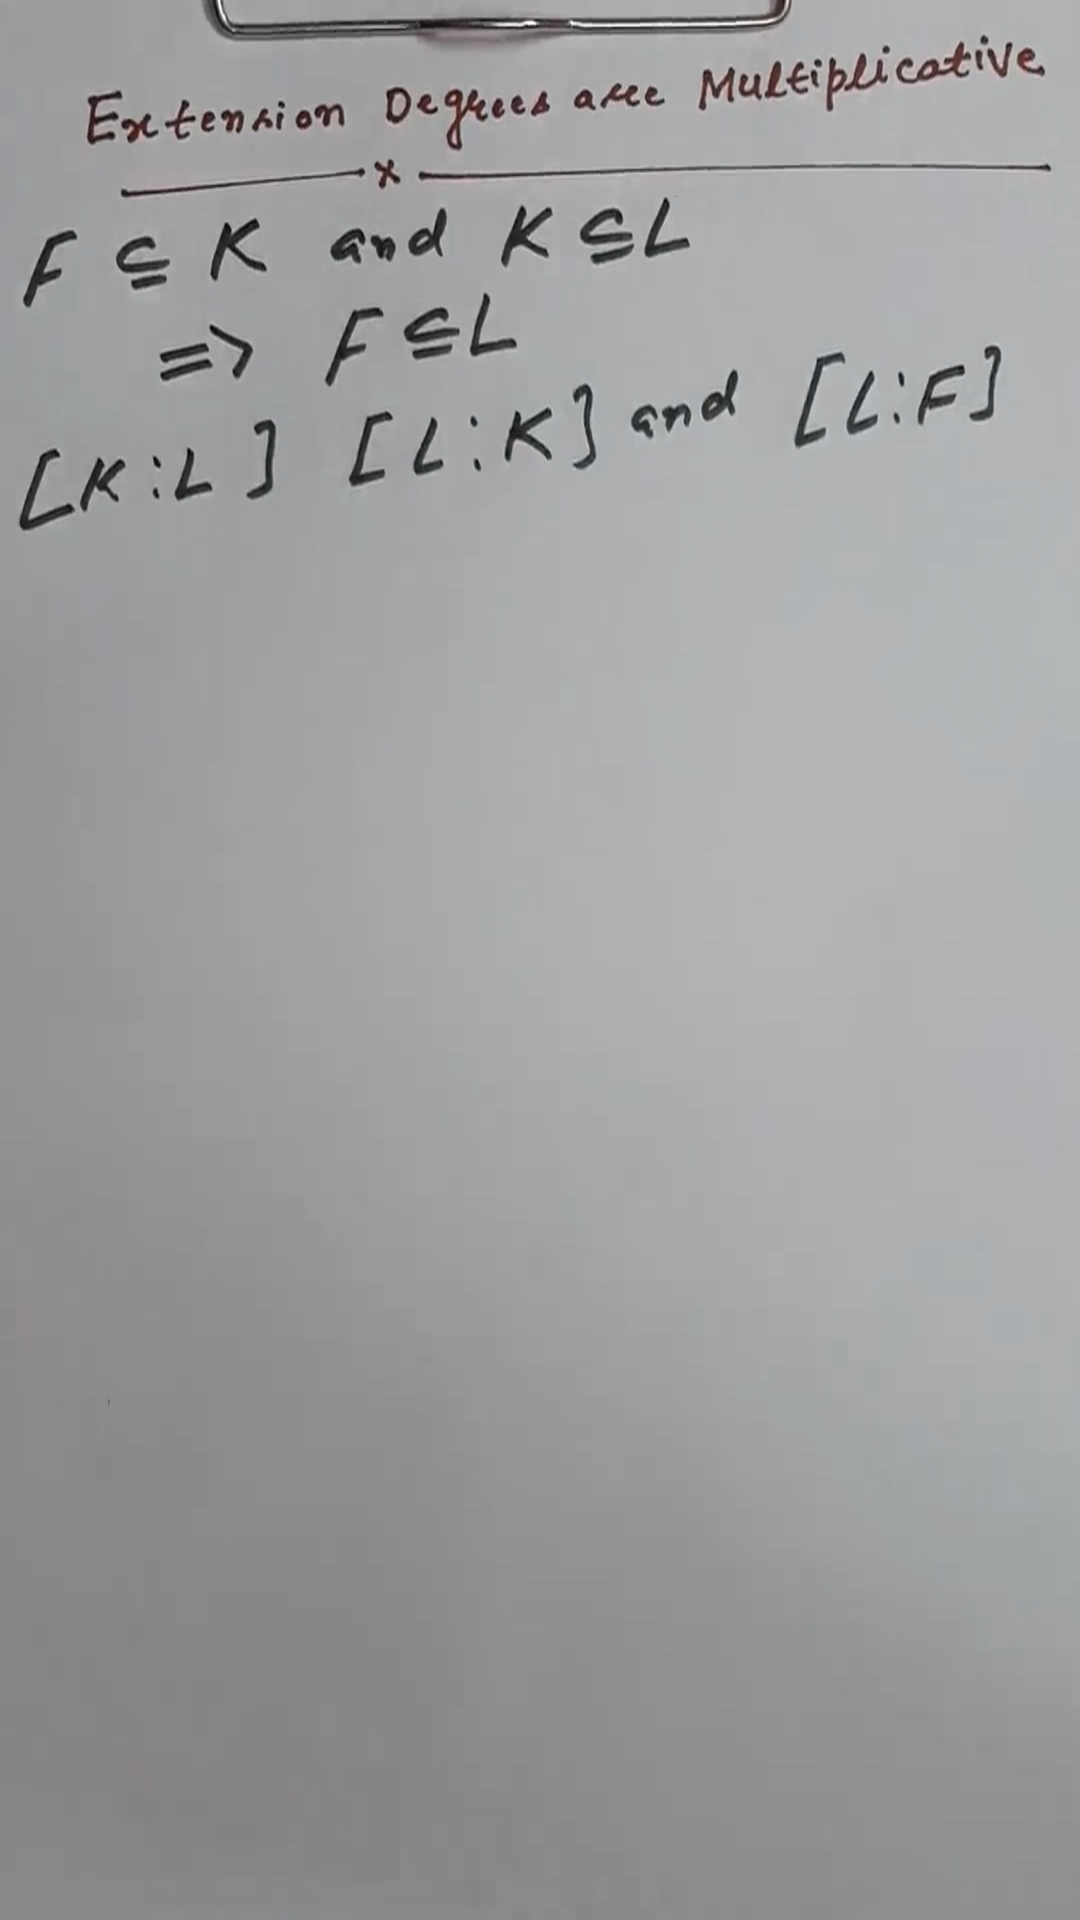 Extension Degrees are Multiplicative
x
F ⊆ K and K ⊆ L
=> F ⊆ L
[K:L] [L:K] and [L:F]